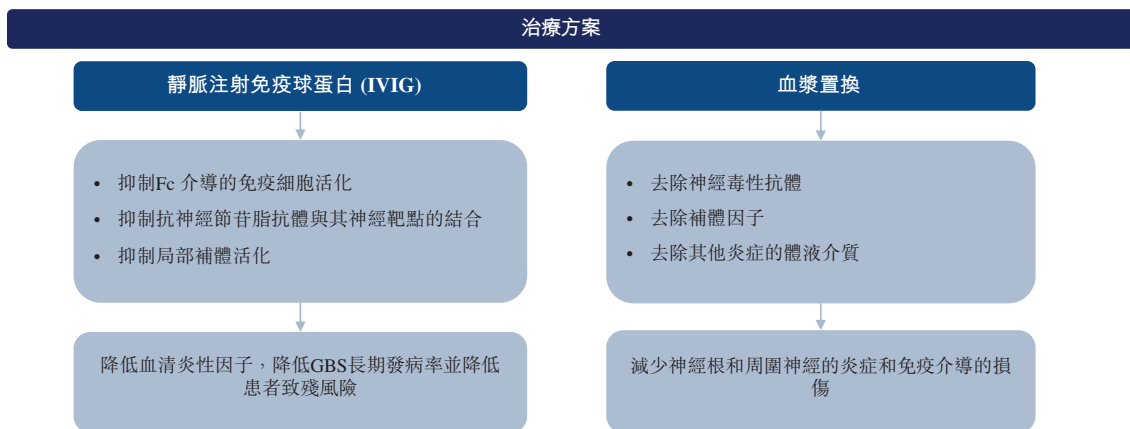 治療方案
靜脈注射免疫球蛋白 (IVIG)
• 抑制Fc 介導的免疫細胞活化
• 抑制抗神經節苷脂抗體與其神經靶點的結合
• 抑制局部補體活化
降低血清炎性因子，降低GBS長期發病率並降低
患者致殘風險
血漿置換
• 去除神經毒性抗體
• 去除補體因子
• 去除其他炎症的體液介質
減少神經根和周圍神經的炎症和免疫介導的損
傷